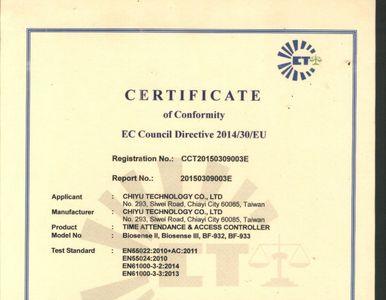 CT
CERTIFICATE
of Conformity
EC Council Directive 2014/30/EU
Registration No.: CCT20150309003E
Report No.: 20150309003E
Applicant : CHIYU TECHNOLOGY CO., LTD
No. 293, Siwei Road, Chiayi City 60085, Taiwan
Manufacturer : CHIYU TECHNOLOGY CO., LTD
No. 293, Siwei Road, Chiayi City 60085, Taiwan
Product : TIME ATTENDANCE & ACCESS CONTROLLER
Model No : Biosense II, Biosense III, BF-932, BF-933
Test Standard : EN55022:2010+AC:2011
EN55024:2010
EN61000-3-2:2014
EN61000-3-3:2013